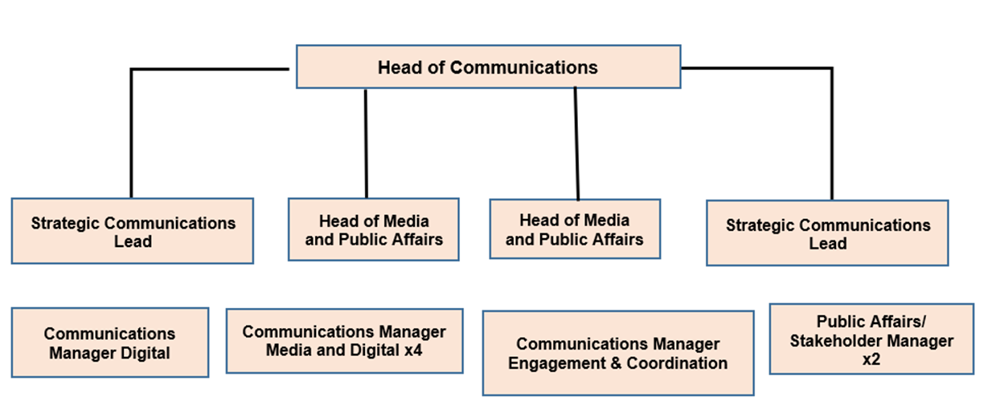 Head of Communications
Strategic Communications
Lead
Head of Media
and Public Affairs
Head of Media
and Public Affairs
Strategic Communications
Lead
Communications
Manager Digital
Communications Manager
Media and Digital x4
Communications Manager
Engagement & Coordination
Public Affairs/
Stakeholder Manager
x2